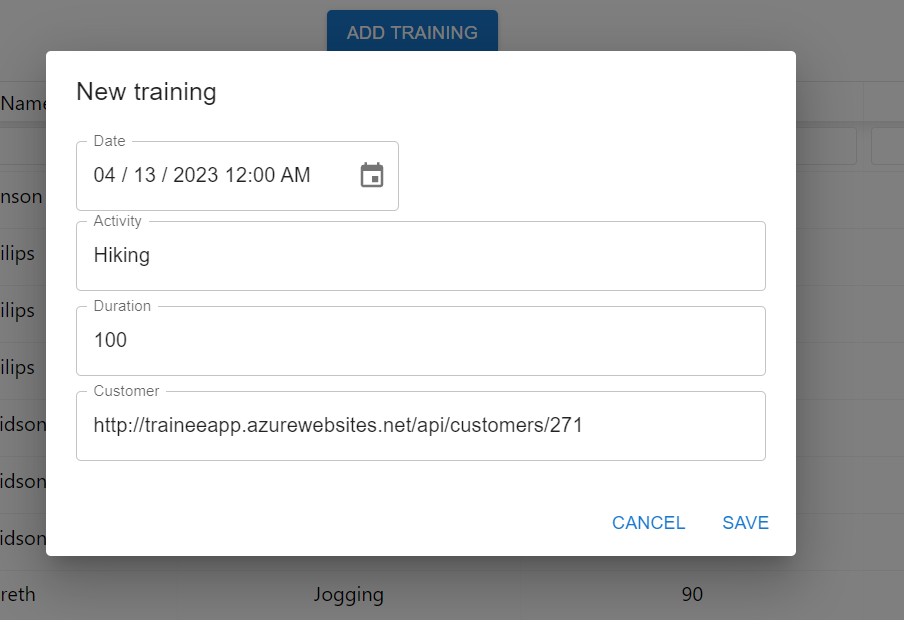 ADD TRAINING
Name
New training
Date
04 / 13 / 2023 12:00 AM
Activity
Hiking
Duration
100
Customer
http://traineeapp.azurewebsites.net/api/customers/271
CANCEL SAVE
nson
ilips
ilips
ilips
idson
idson
idson
reth Jogging 90